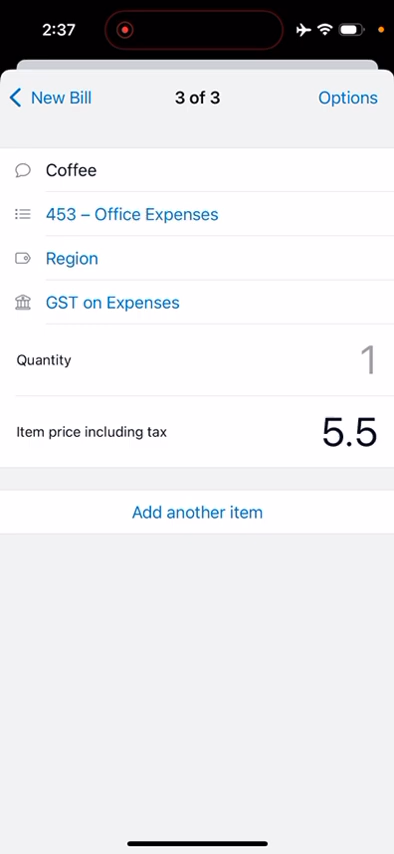 2:37
New Bill 3 of 3 Options
Coffee
453 – Office Expenses
Region
GST on Expenses
Quantity 1
Item price including tax 5.5
Add another item